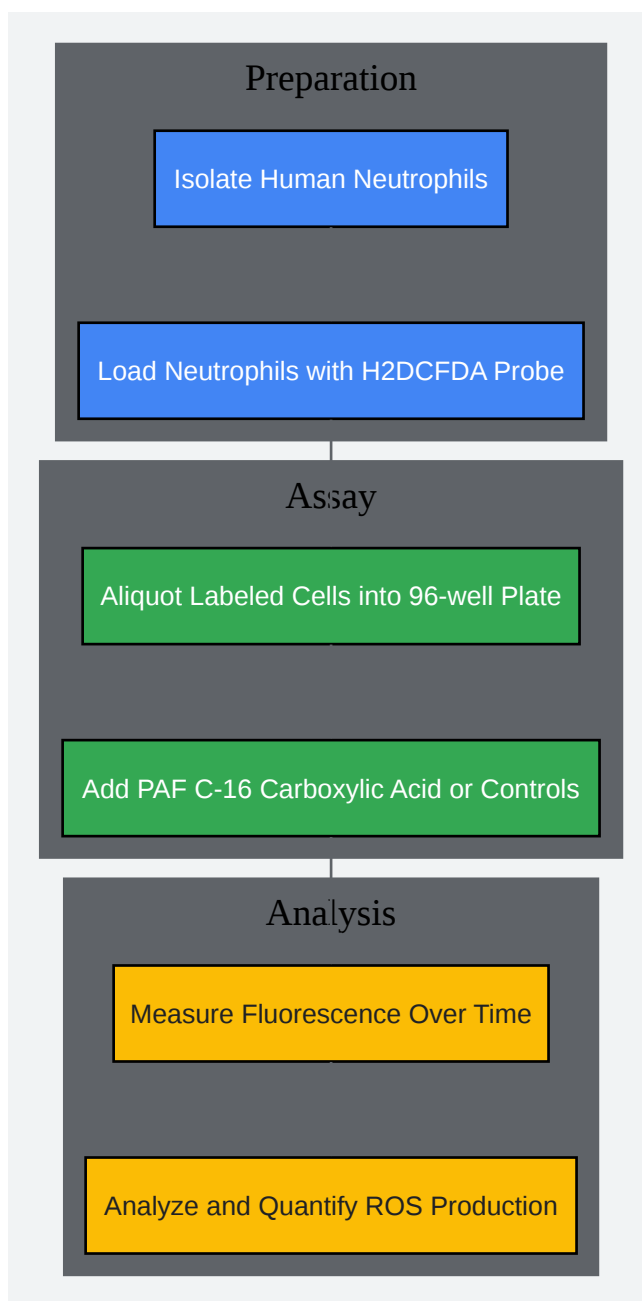 Preparation
Isolate Human Neutrophils
Load Neutrophils with H2DCFDA Probe
Assay
Aliquot Labeled Cells into 96-well Plate
Add PAF C-16 Carboxylic Acid or Controls
Analysis
Measure Fluorescence Over Time
Analyze and Quantify ROS Production